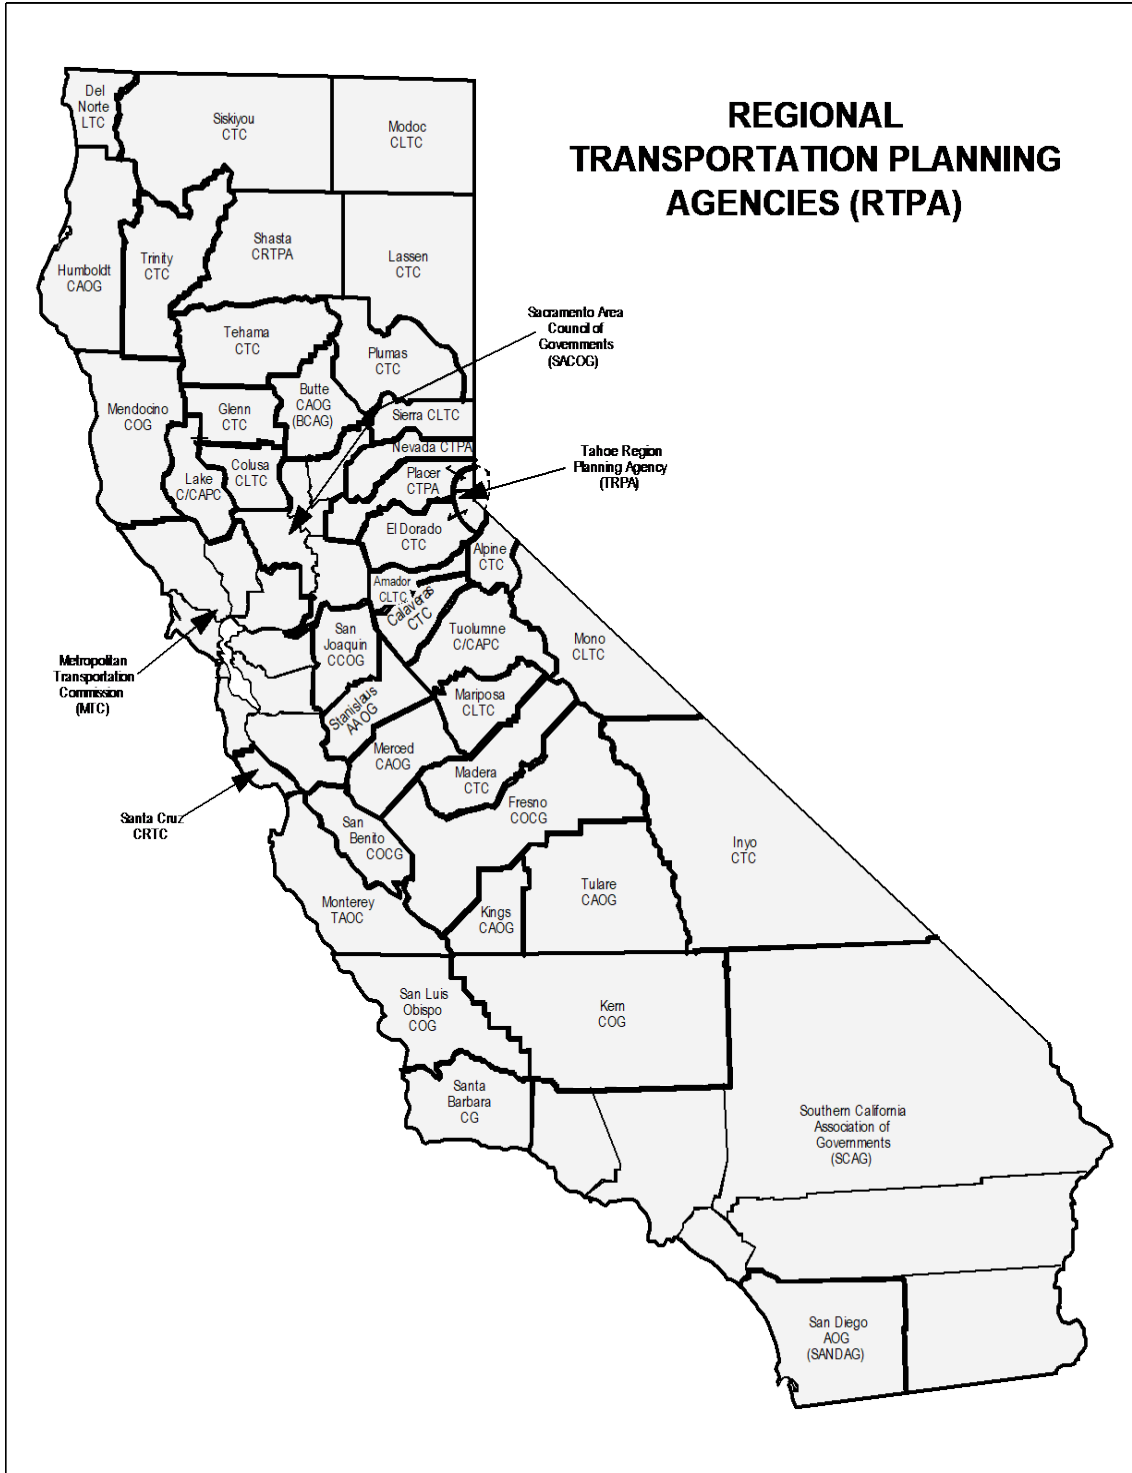 REGIONAL
TRANSPORTATION PLANNING
AGENCIES (RTPA)
Del
Norte
LTC
Siskiyou
CTC
Modoc
CLTC
Humboldt
CAOG
Trinity
CTC
Shasta
CRTPA
Lassen
CTC
Sacramento Area
Council of
Governments
(SACOG)
Tehama
CTC
Plumas
CTC
Mendocino
COG
Glenn
CTC
Butte
CAOG
(BCAG)
Sierra CLTC
Nevada CTPA
Lake
C/CAPC
Colusa
CLTC
Placer
CTPA
Tahoe Region
Planning Agency
(TRPA)
El Dorado
CTC
Alpine
CTC
Amador
CLTC
Calaveras
CTC
San
Joaquin
CCOG
Tuolumne
C/CAPC
Mono
CLTC
Metropolitan
Transportation
Commission
(MTC)
Stanislaus
AAOG
Mariposa
CLTC
Merced
CAOG
Madera
CTC
Fresno
COCG
Santa Cruz
CRTC
San
Benito
COCG
Inyo
CTC
Monterey
TAOC
Kings
CAOG
Tulare
CAOG
San Luis
Obispo
COG
Kern
COG
Santa
Barbara
CG
Southern California
Association of
Governments
(SCAG)
San Diego
AOG
(SANDAG)